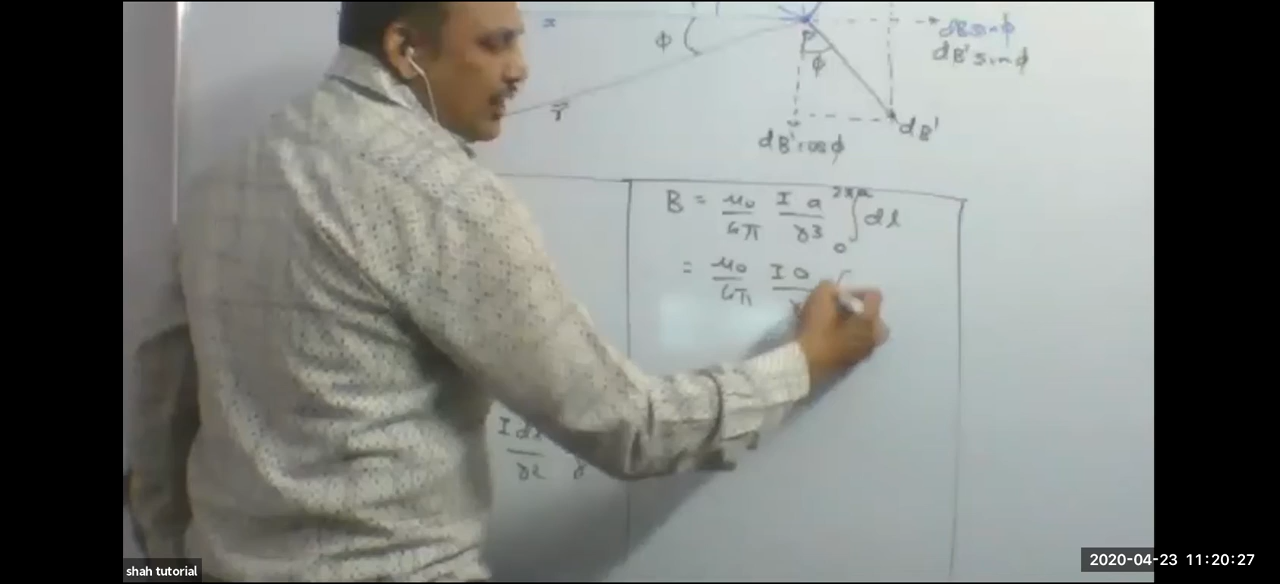 x
dB sin ϕ
ϕ
P
dB' sin ϕ
ϕ
r
dB'
dB' cos ϕ
B = μ₀/4π I a/r3 ∫₀^2πa dl
= μ₀/4π I a
I dl
r2 r
shah tutorial
2020-04-23 11:20:27